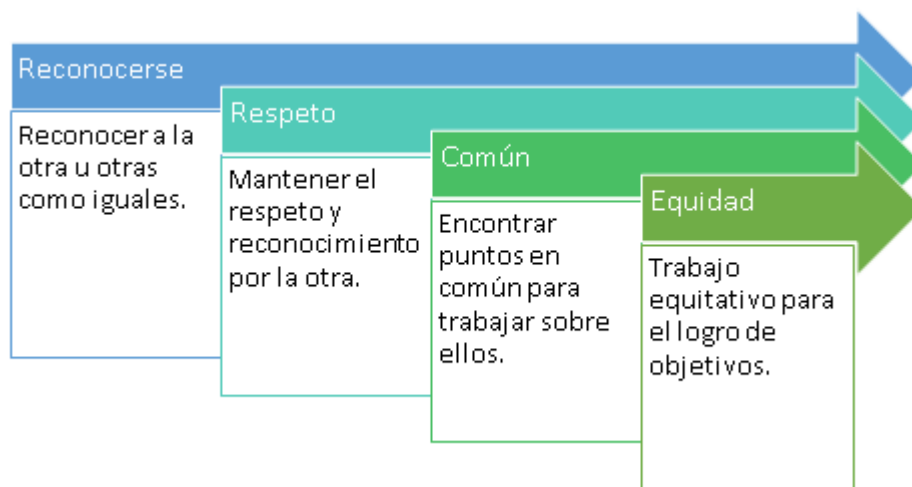 Reconocerse
Reconocer a la
otra u otras
como iguales.
Respeto
Mantener el
respeto y
reconocimiento
por la otra.
Común
Encontrar
puntos en
común para
trabajar sobre
ellos.
Equidad
Trabajo
equitativo para
el logro de
objetivos.